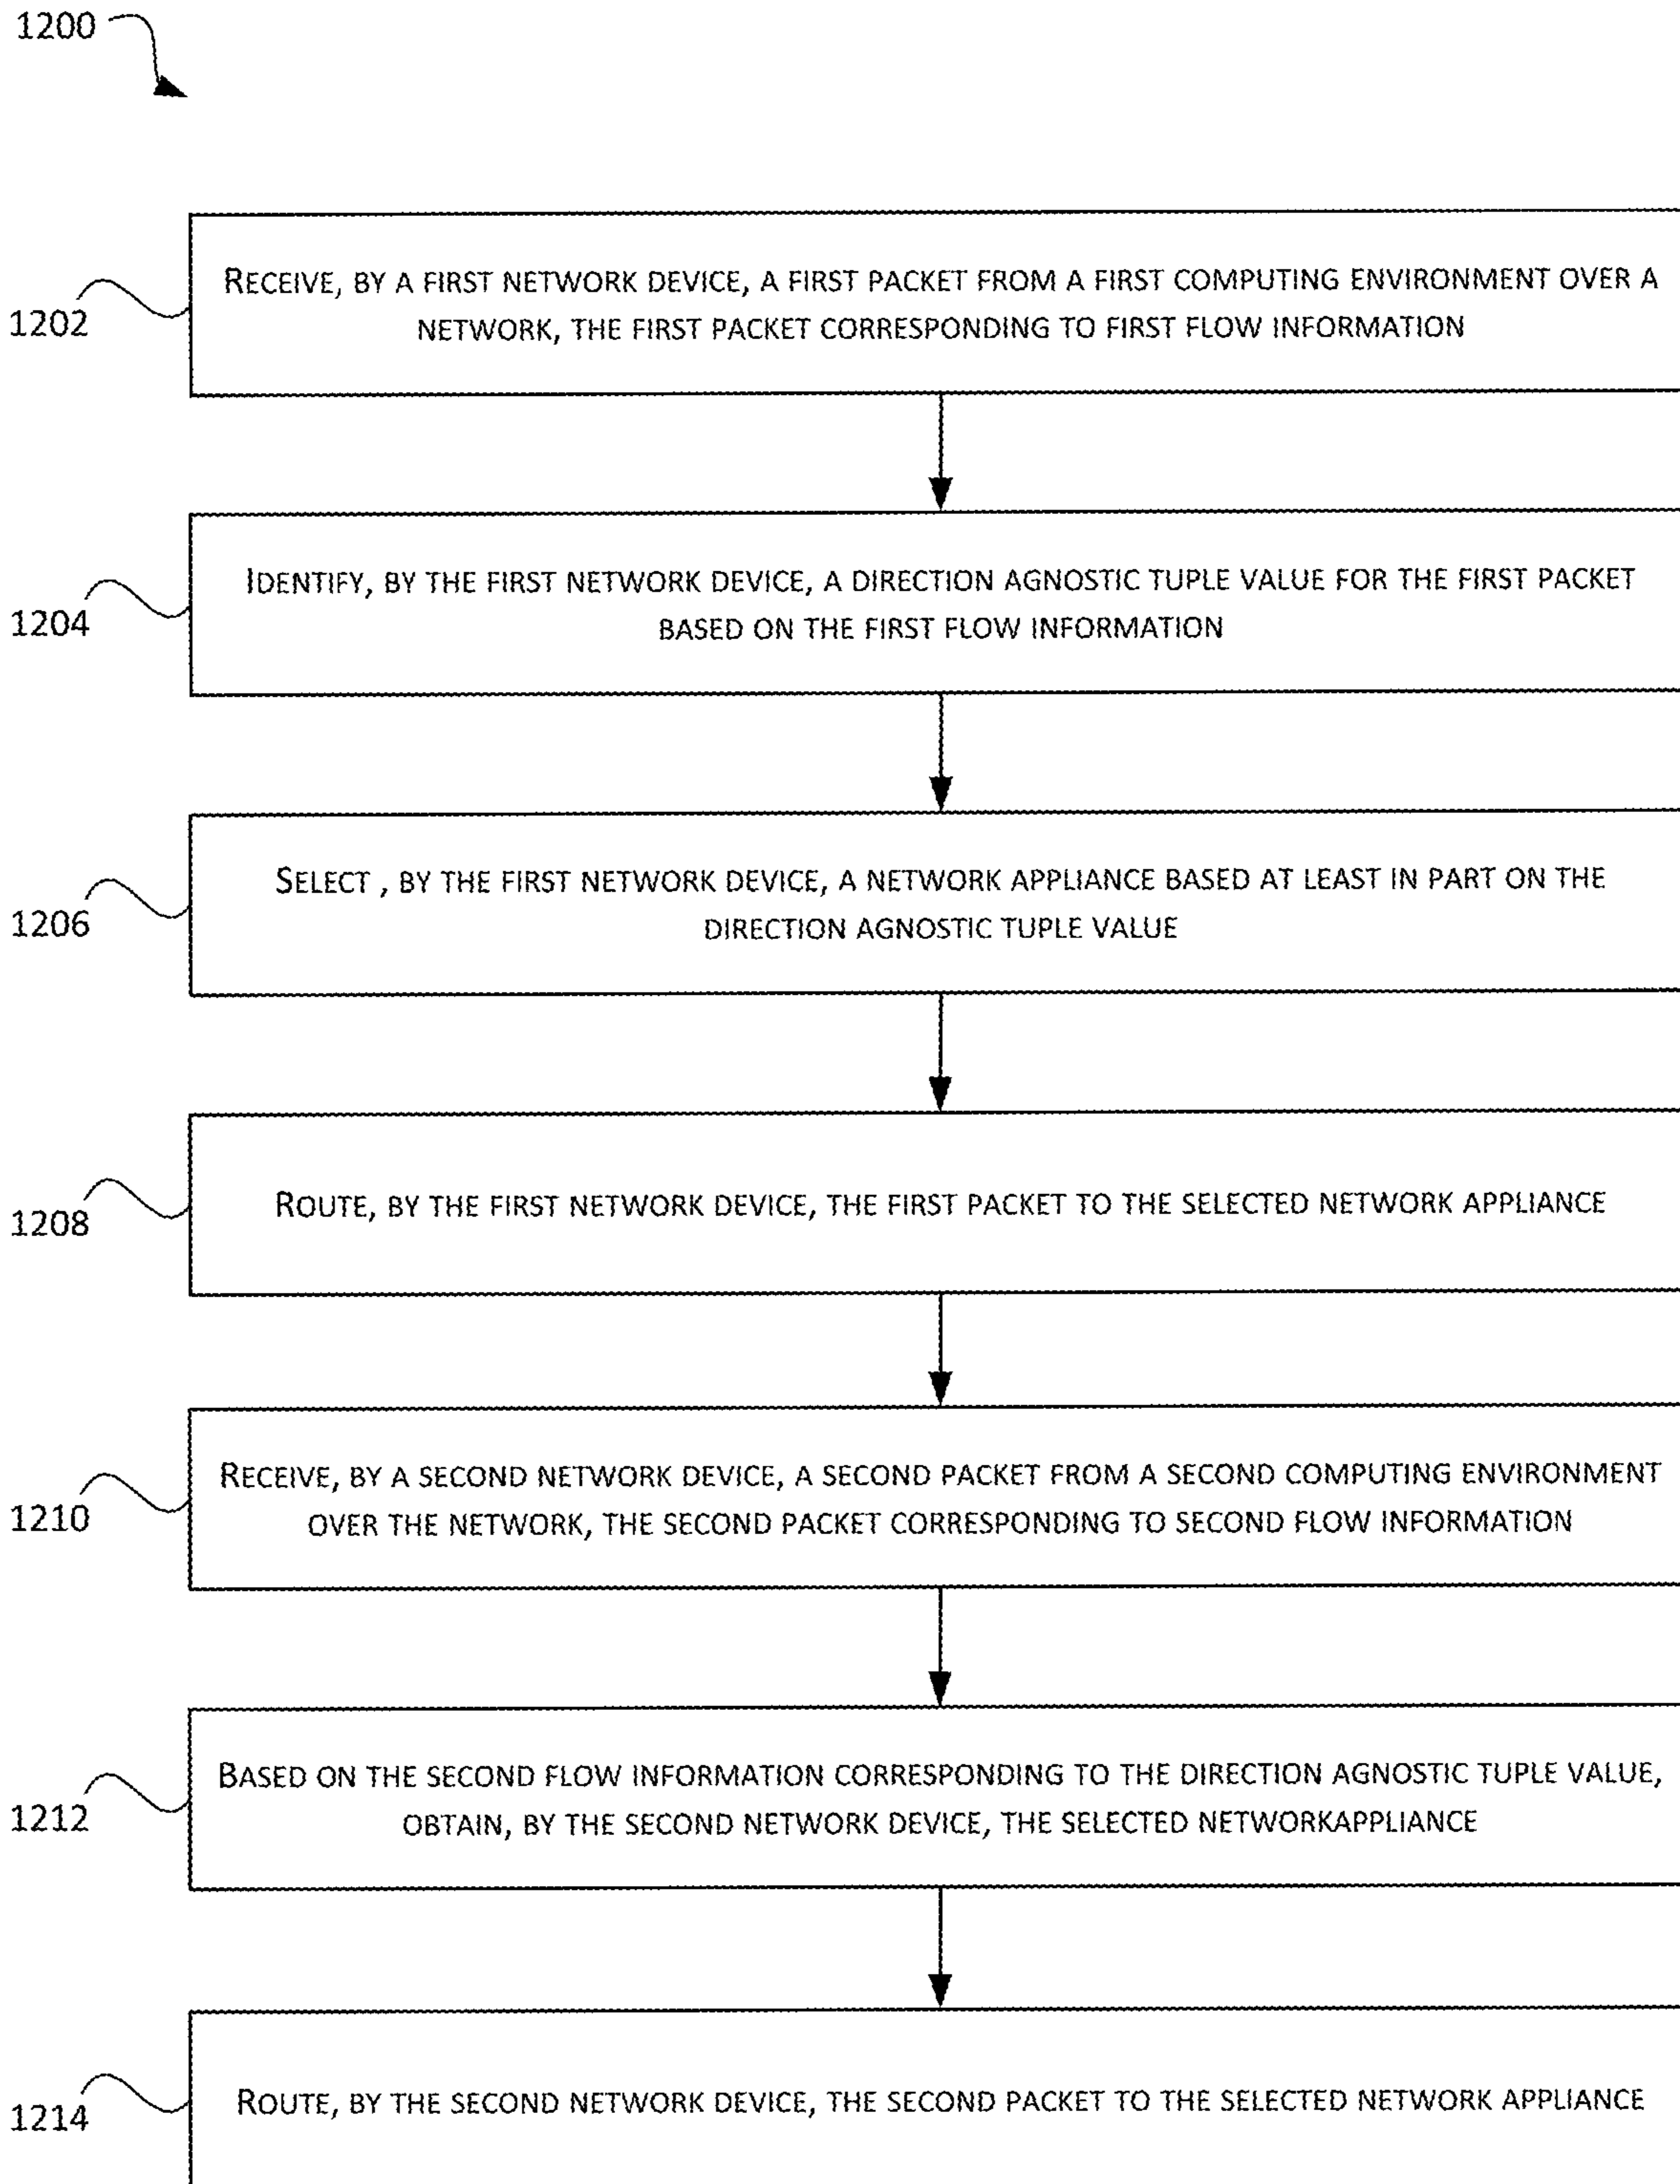 1200
RECEIVE, BY A FIRST NETWORK DEVICE, A FIRST PACKET FROM A FIRST COMPUTING ENVIRONMENT OVER A
NETWORK, THE FIRST PACKET CORRESPONDING TO FIRST FLOW INFORMATION
1202
IDENTIFY, BY THE FIRST NETWORK DEVICE, A DIRECTION AGNOSTIC TUPLE VALUE FOR THE FIRST PACKET
BASED ON THE FIRST FLOW INFORMATION
1204
SELECT , BY THE FIRST NETWORK DEVICE, A NETWORK APPLIANCE BASED AT LEAST IN PART ON THE
DIRECTION AGNOSTIC TUPLE VALUE
1206
ROUTE, BY THE FIRST NETWORK DEVICE, THE FIRST PACKET TO THE SELECTED NETWORK APPLIANCE
1208
RECEIVE, BY A SECOND NETWORK DEVICE, A SECOND PACKET FROM A SECOND COMPUTING ENVIRONMENT
OVER THE NETWORK, THE SECOND PACKET CORRESPONDING TO SECOND FLOW INFORMATION
1210
BASED ON THE SECOND FLOW INFORMATION CORRESPONDING TO THE DIRECTION AGNOSTIC TUPLE VALUE,
OBTAIN, BY THE SECOND NETWORK DEVICE, THE SELECTED NETWORKAPPLIANCE
1212
ROUTE, BY THE SECOND NETWORK DEVICE, THE SECOND PACKET TO THE SELECTED NETWORK APPLIANCE
1214